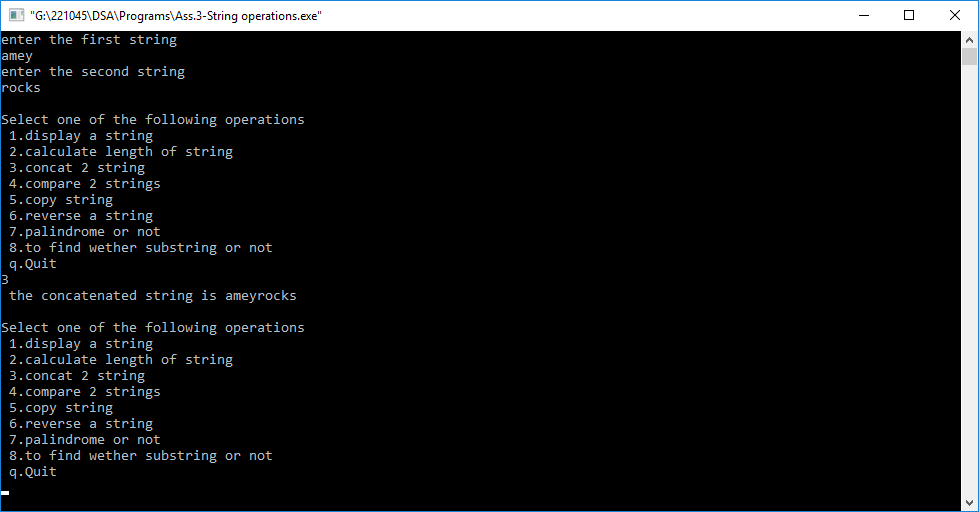 "G:\221045\DSA\Programs\Ass.3-String operations.exe"
enter the first string
amey
enter the second string
rocks
Select one of the following operations
1.display a string
2.calculate length of string
3.concat 2 string
4.compare 2 strings
5.copy string
6.reverse a string
7.palindrome or not
8.to find wether substring or not
q.Quit
3
the concatenated string is ameyrocks
Select one of the following operations
1.display a string
2.calculate length of string
3.concat 2 string
4.compare 2 strings
5.copy string
6.reverse a string
7.palindrome or not
8.to find wether substring or not
q.Quit